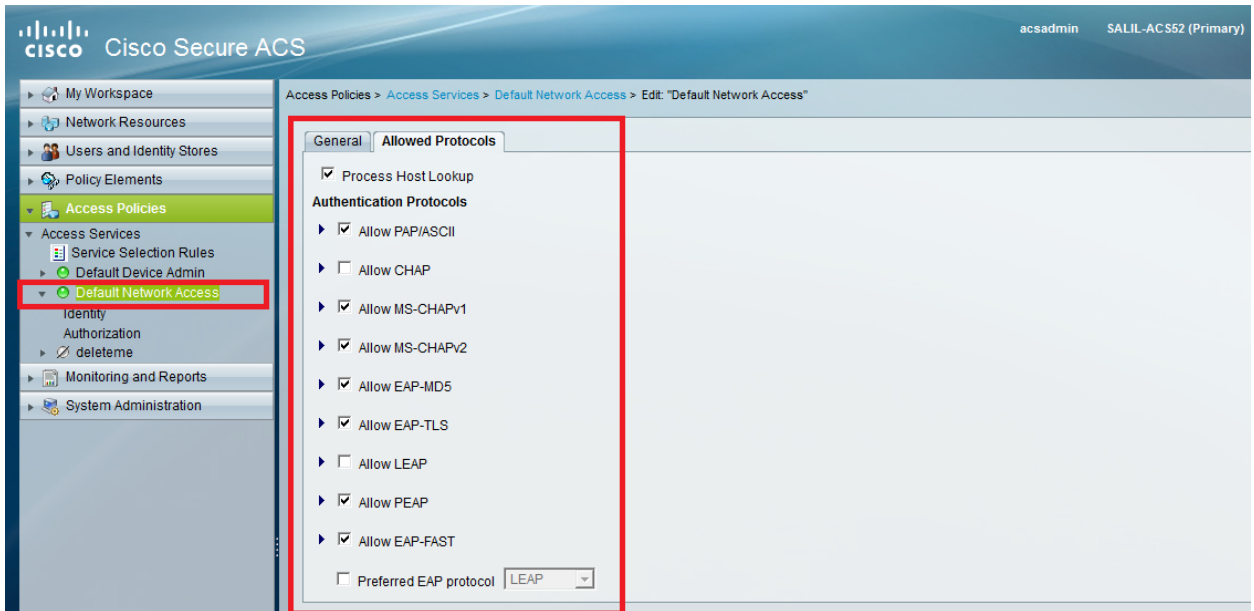 cisco Cisco Secure ACS
acsadmin SALIL-ACS52 (Primary)
My Workspace
Network Resources
Users and Identity Stores
Policy Elements
Access Policies
Access Services
Service Selection Rules
Default Device Admin
Default Network Access
Identity
Authorization
deleteme
Monitoring and Reports
System Administration
Access Policies > Access Services > Default Network Access > Edit: "Default Network Access"
General Allowed Protocols
Process Host Lookup
Authentication Protocols
Allow PAP/ASCII
Allow CHAP
Allow MS-CHAPv1
Allow MS-CHAPv2
Allow EAP-MD5
Allow EAP-TLS
Allow LEAP
Allow PEAP
Allow EAP-FAST
Preferred EAP protocol LEAP